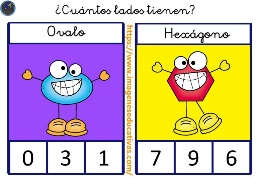 ¿Cuántos lados tienen?
Ovalo
Hexágono
https://www.imageneseducativas.com/
0 3 1
7 9 6